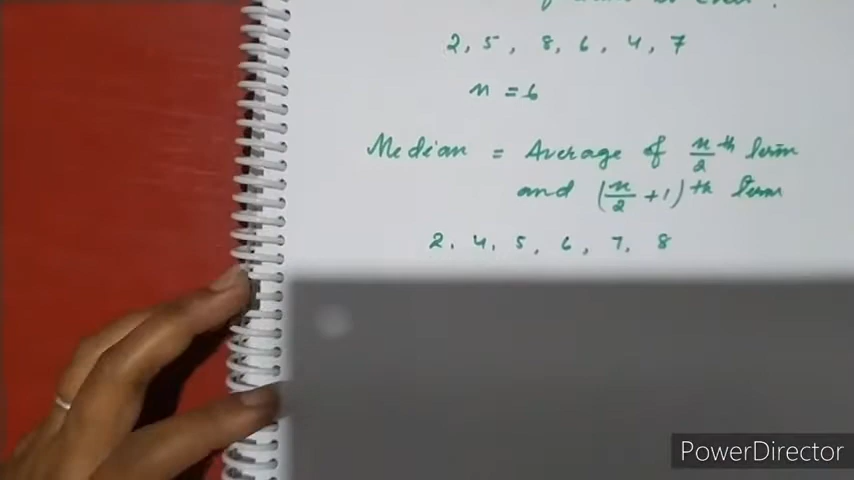 2, 5, 8, 6, 4, 7
n = 6
Median = Average of n/2 th term
and (n/2 + 1) th term
2, 4, 5, 6, 7, 8
PowerDirector